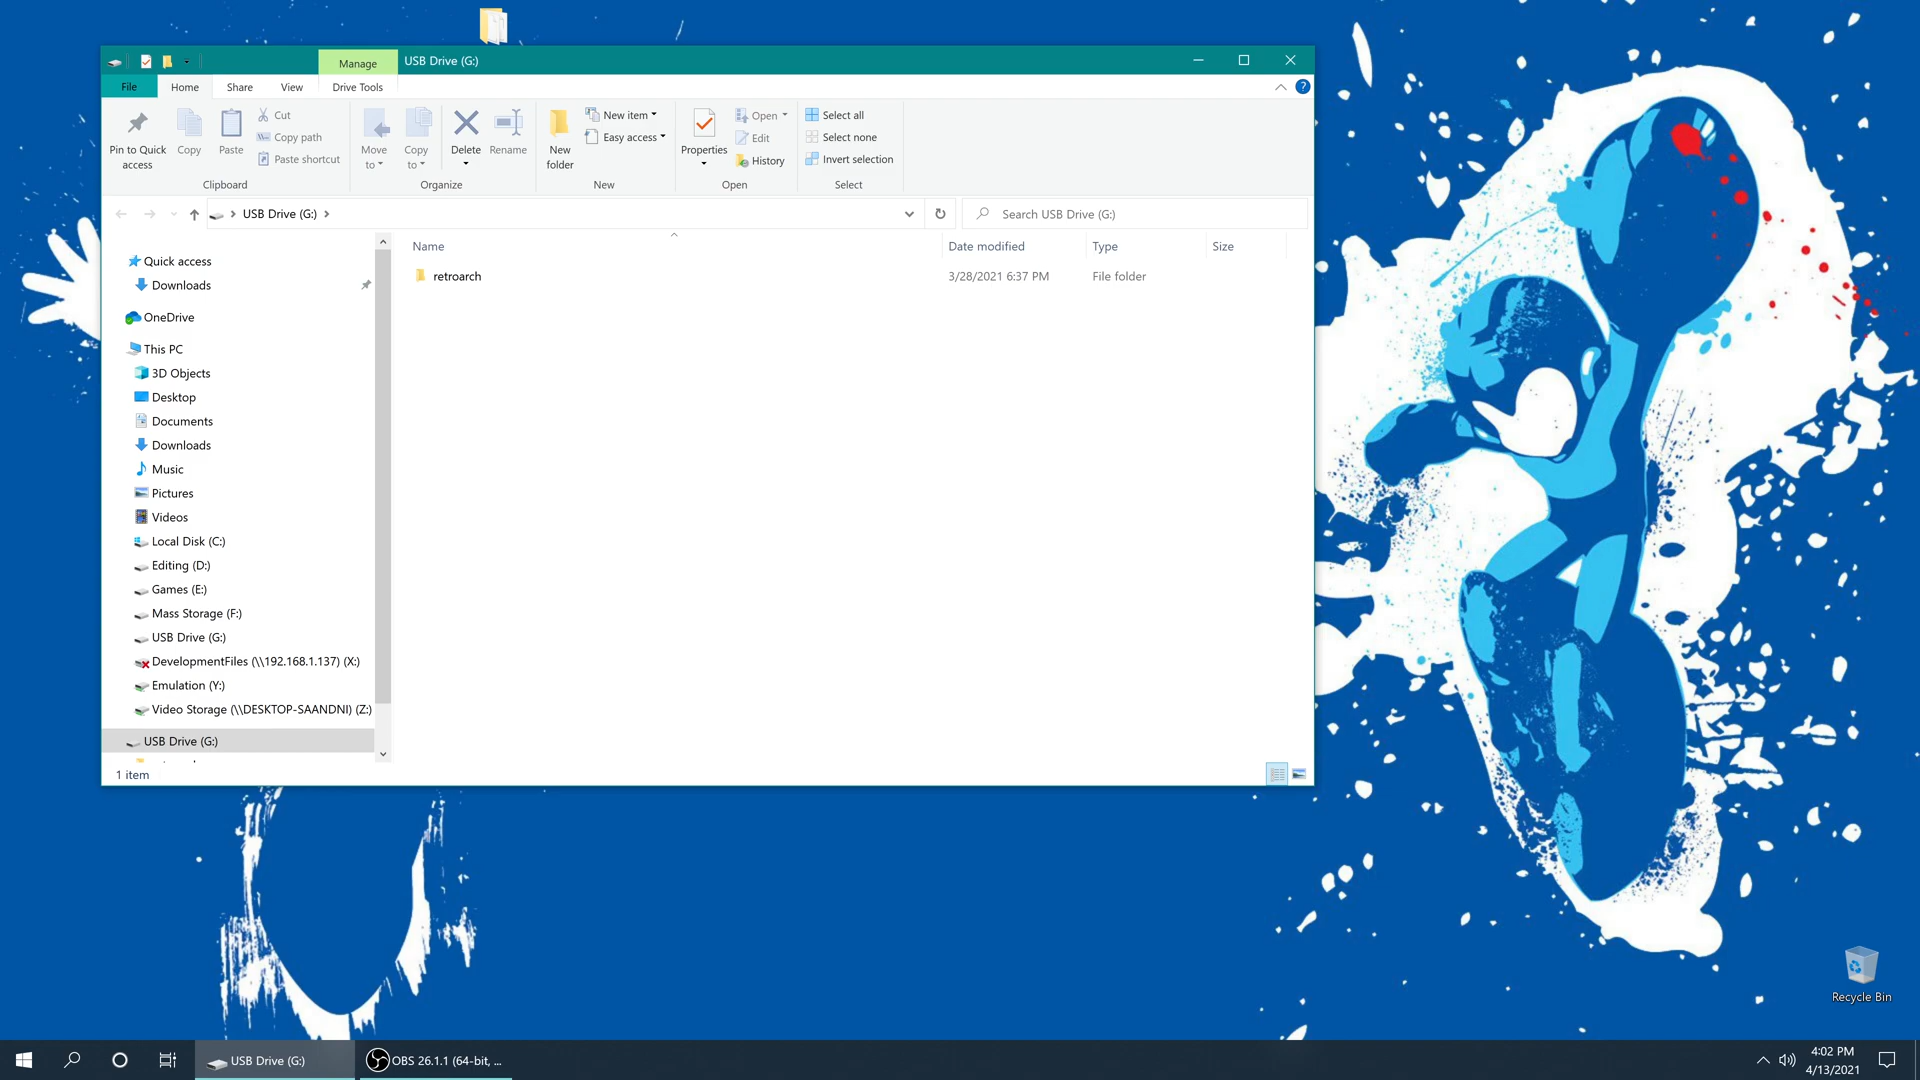 Manage
USB Drive (G:)
File
Home
Share
View
Drive Tools
Pin to Quick access
Copy
Paste
Cut
Copy path
Paste shortcut
Clipboard
Move to
Copy to
Delete
Rename
Organize
New folder
New item
Easy access
New
Properties
Open
Edit
History
Open
Select all
Select none
Invert selection
Select
USB Drive (G:)
Search USB Drive (G:)
Name
Date modified
Type
Size
retroarch
3/28/2021 6:37 PM
File folder
Quick access
Downloads
OneDrive
This PC
3D Objects
Desktop
Documents
Downloads
Music
Pictures
Videos
Local Disk (C:)
Editing (D:)
Games (E:)
Mass Storage (F:)
USB Drive (G:)
DevelopmentFiles (\\192.168.1.137) (X:)
Emulation (Y:)
Video Storage (\\DESKTOP-SAANDNI) (Z:)
USB Drive (G:)
1 item
Recycle Bin
USB Drive (G:)
OBS 26.1.1 (64-bit, ...
4:02 PM
4/13/2021